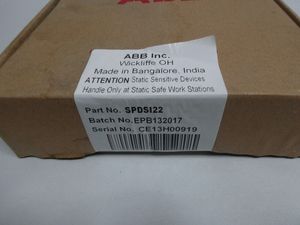 ABB
ABB Inc.
Wickliffe OH
Made in Bangalore, India
ATTENTION Static Sensitive Devices
Handle Only at Static Safe Work Stations
Part No. SPDSI22
Batch No.EPB132017
Serial No. CE13H00919